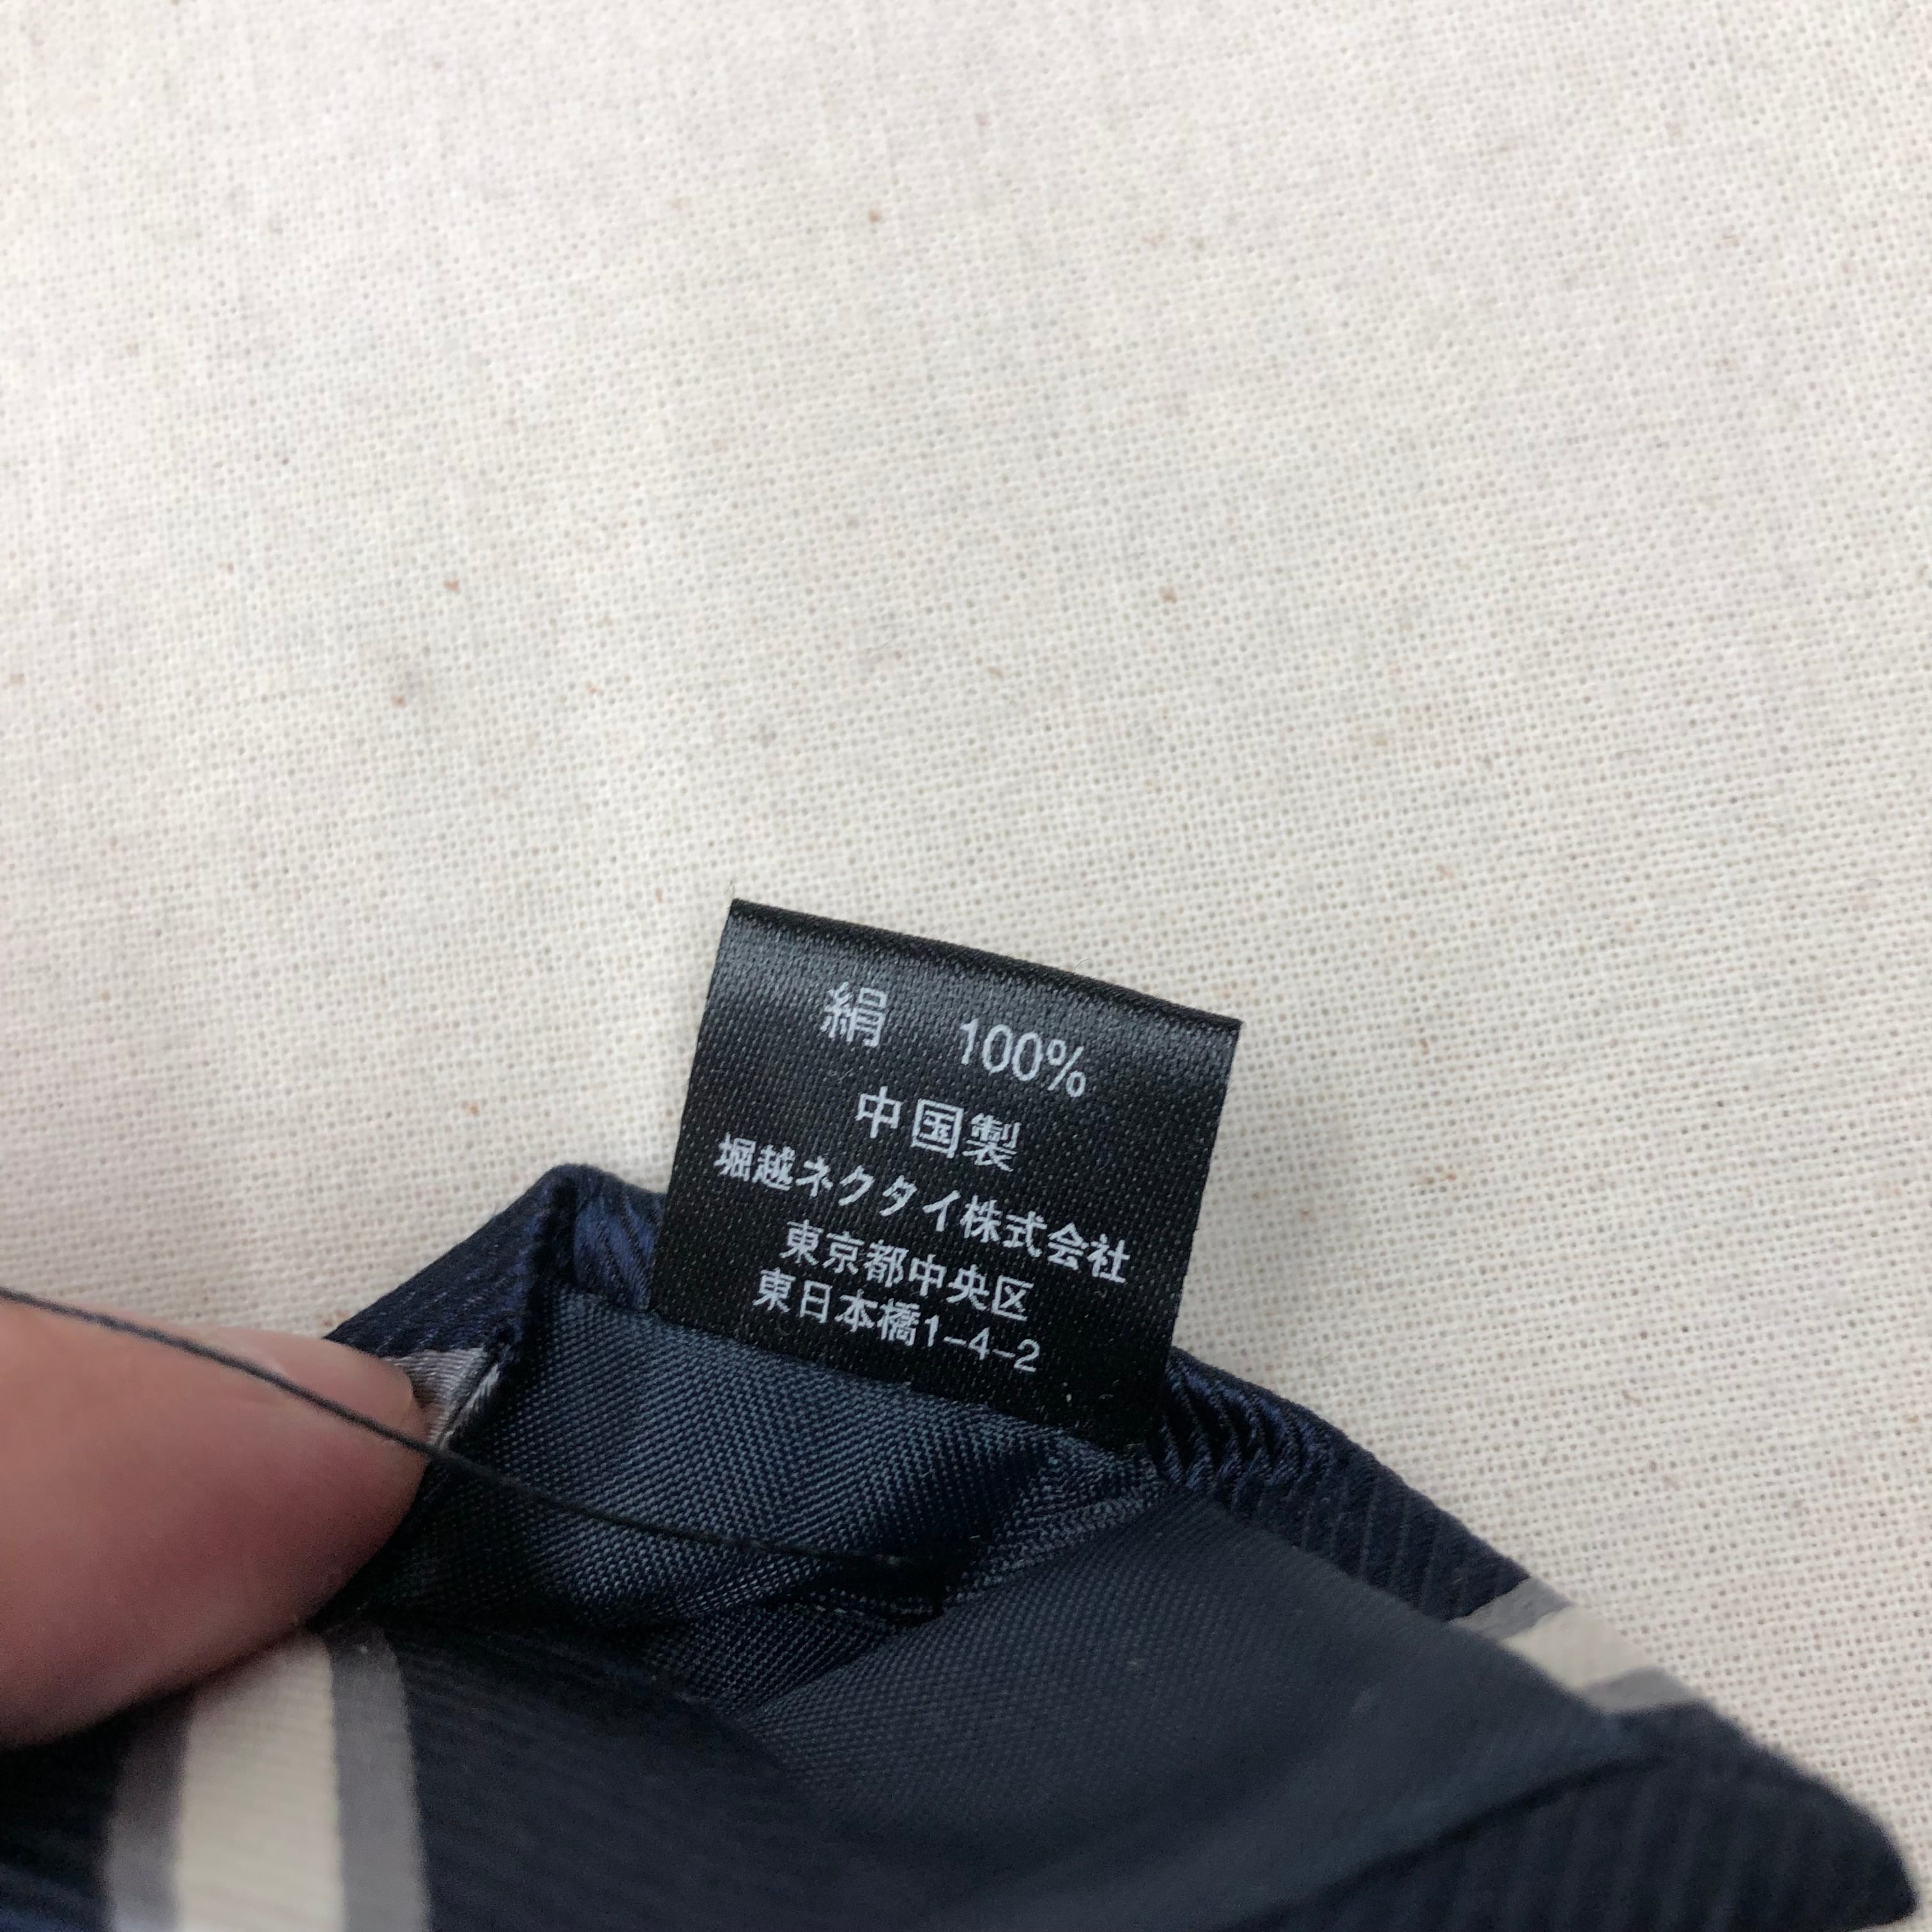 絹 100%
中国製
堀越ネクタイ株式会社
東京都中央区
東日本橋1-4-2